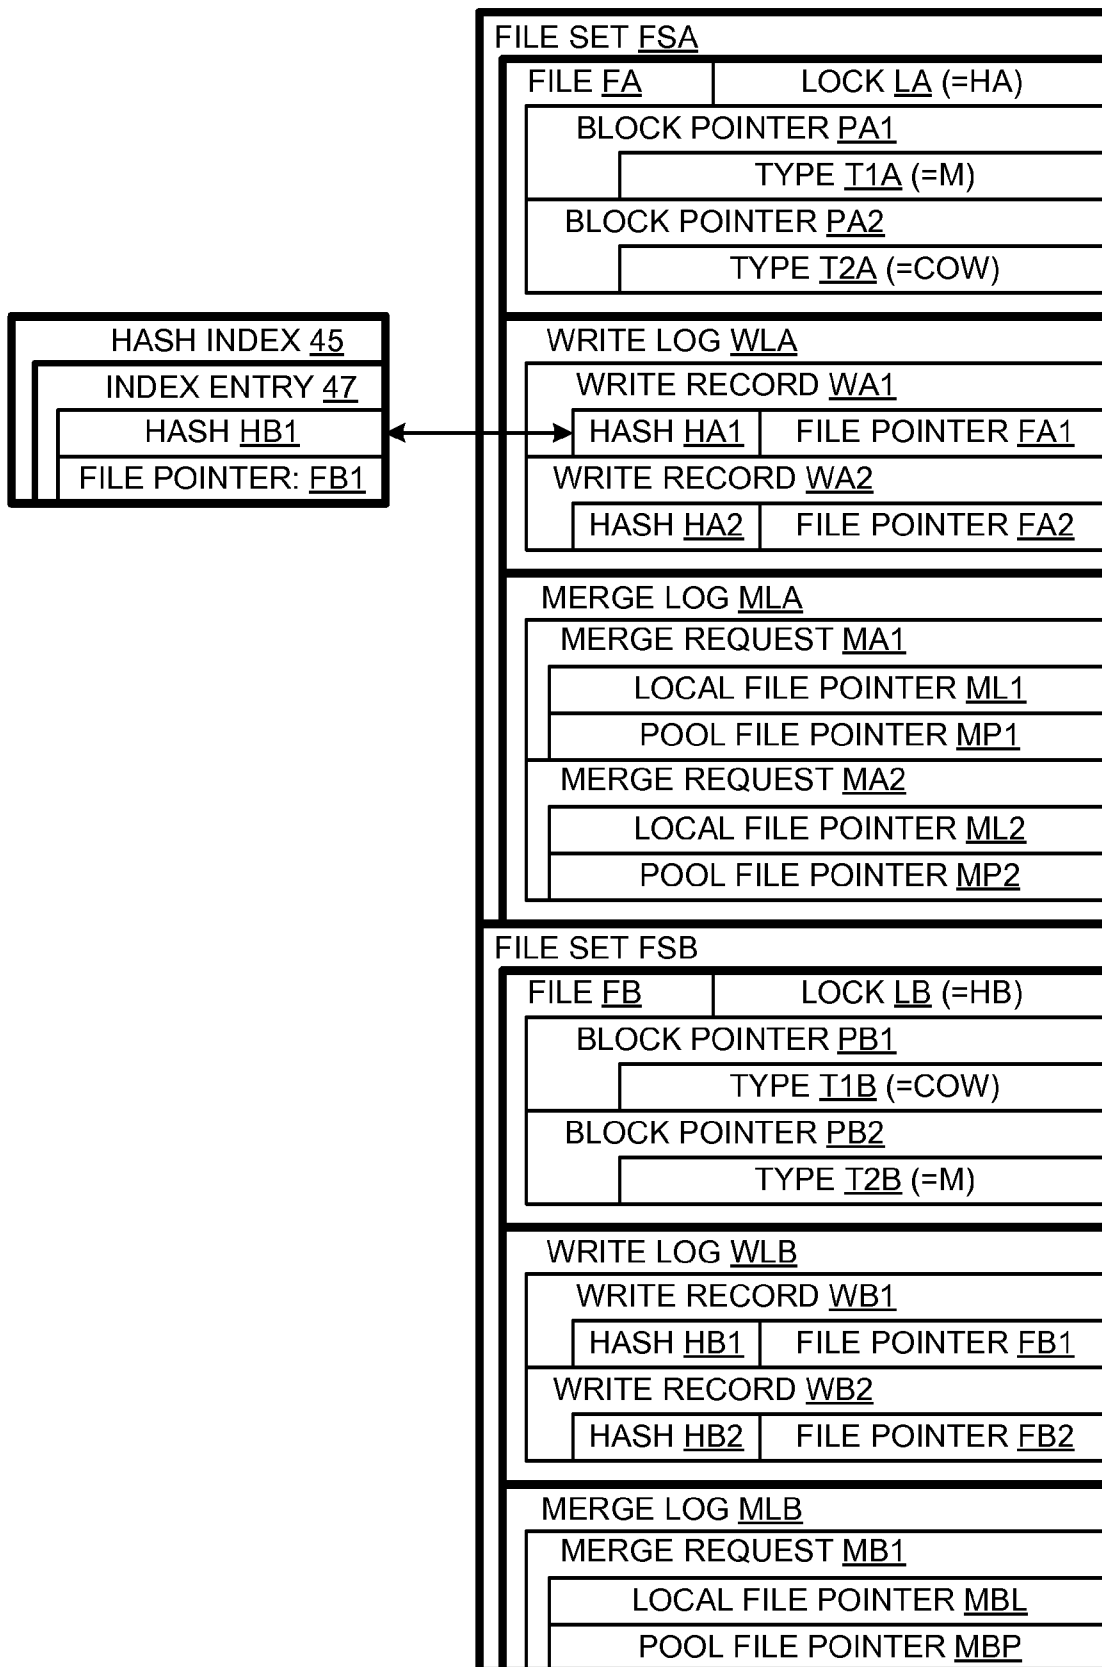 FILE SET FSA
FILE FA LOCK LA (=HA)
BLOCK POINTER PA1
TYPE T1A (=M)
BLOCK POINTER PA2
TYPE T2A (=COW)
HASH INDEX 45
INDEX ENTRY 47
HASH HB1
FILE POINTER: FB1
WRITE LOG WLA
WRITE RECORD WA1
HASH HA1 FILE POINTER FA1
WRITE RECORD WA2
HASH HA2 FILE POINTER FA2
MERGE LOG MLA
MERGE REQUEST MA1
LOCAL FILE POINTER ML1
POOL FILE POINTER MP1
MERGE REQUEST MA2
LOCAL FILE POINTER ML2
POOL FILE POINTER MP2
FILE SET FSB
FILE FB LOCK LB (=HB)
BLOCK POINTER PB1
TYPE T1B (=COW)
BLOCK POINTER PB2
TYPE T2B (=M)
WRITE LOG WLB
WRITE RECORD WB1
HASH HB1 FILE POINTER FB1
WRITE RECORD WB2
HASH HB2 FILE POINTER FB2
MERGE LOG MLB
MERGE REQUEST MB1
LOCAL FILE POINTER MBL
POOL FILE POINTER MBP